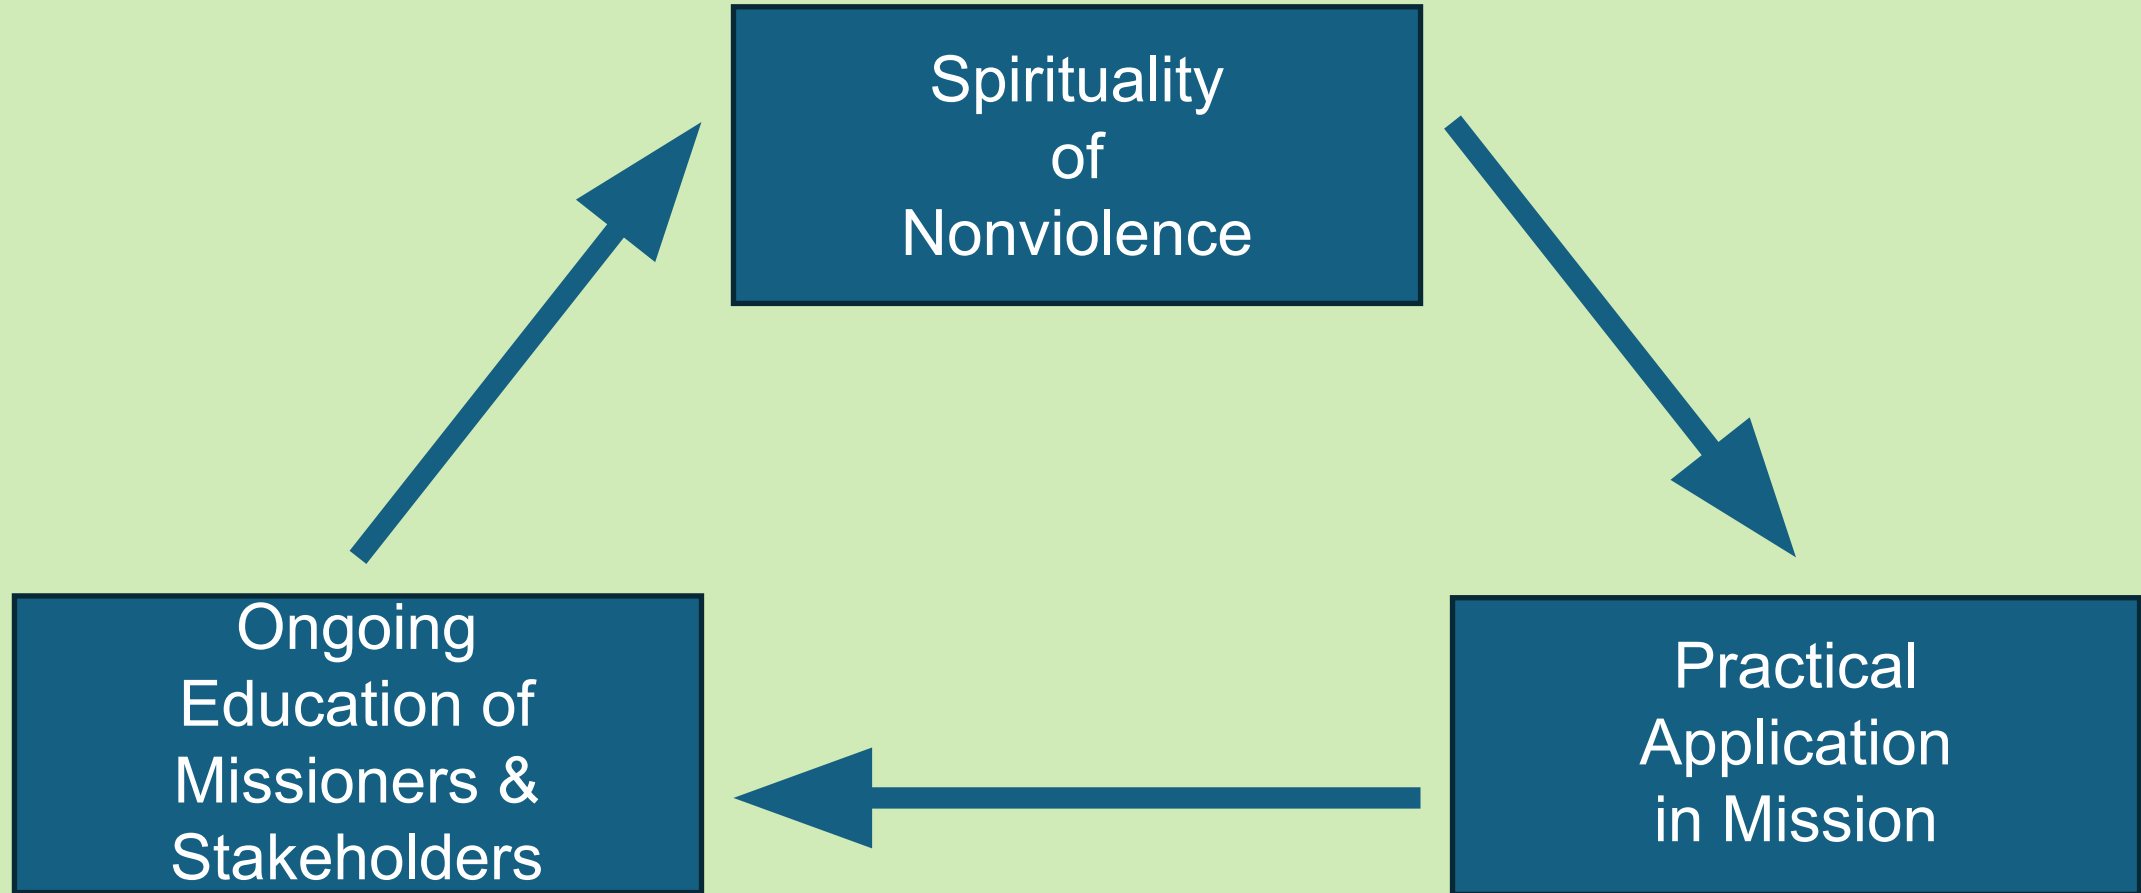 Spirituality
of
Nonviolence
Ongoing
Education of
Missioners &
Stakeholders
Practical
Application
in Mission